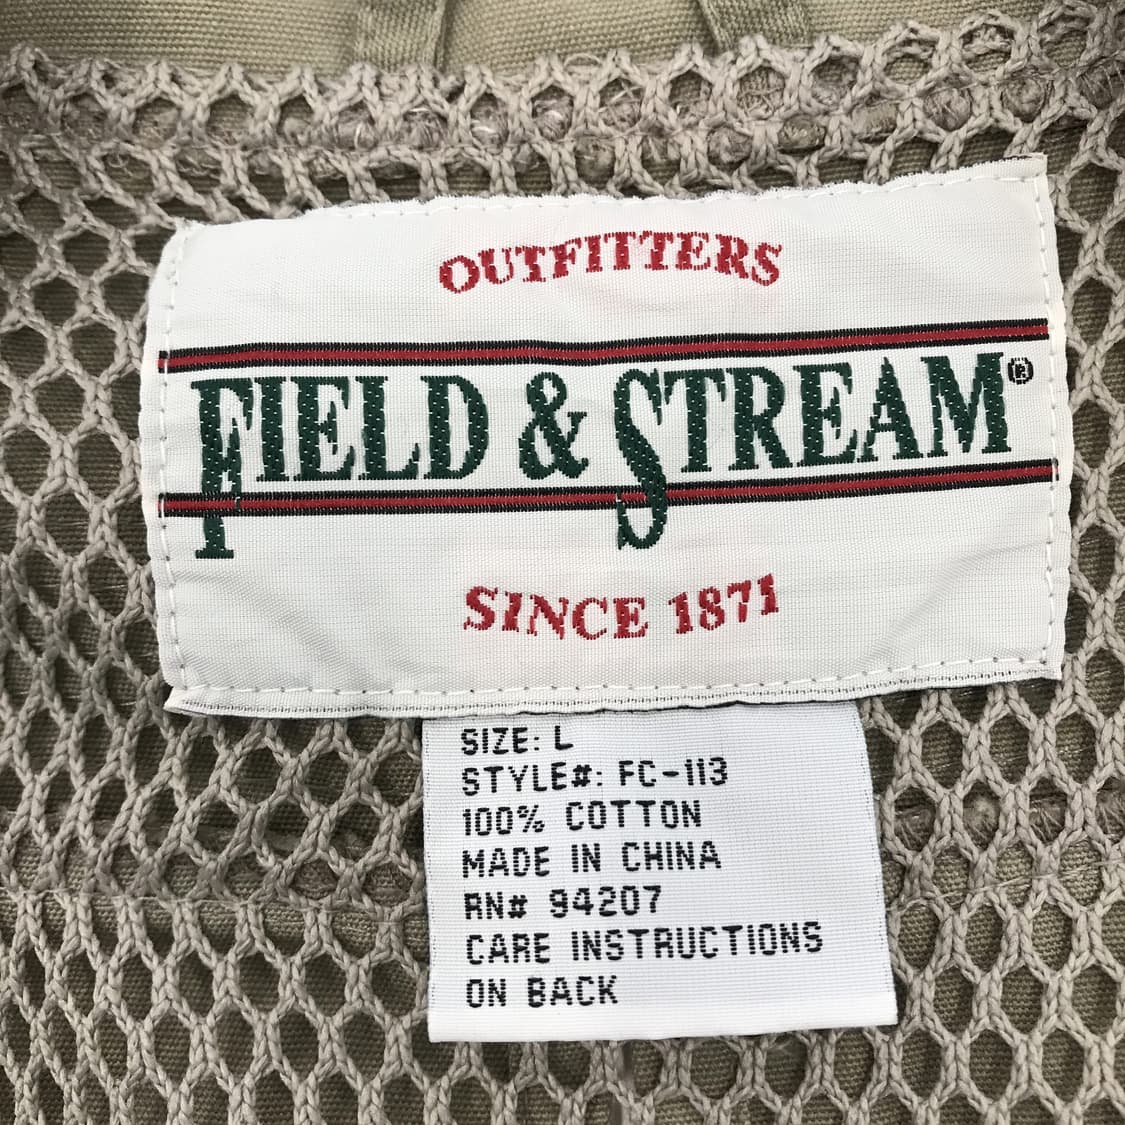 OUTFITTERS
FIELD & STREAM®
SINCE 1871
SIZE: L
STYLE#: FC-113
100% COTTON
MADE IN CHINA
RN# 94207
CARE INSTRUCTIONS
ON BACK